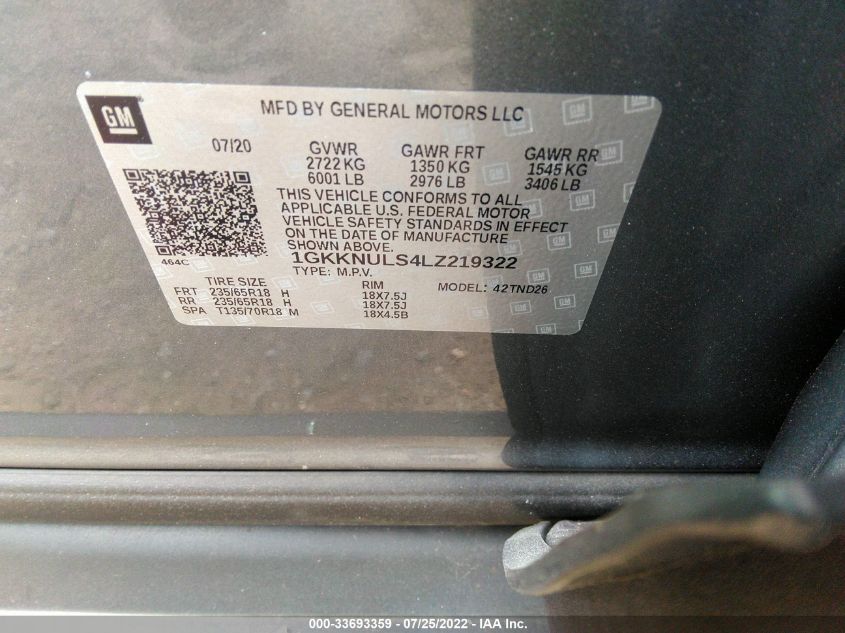 GM
MFD BY GENERAL MOTORS LLC
07/20 GVWR GAWR FRT GAWR RR
2722 KG 1350 KG 1545 KG
6001 LB 2976 LB 3406 LB
THIS VEHICLE CONFORMS TO ALL
APPLICABLE U.S. FEDERAL MOTOR
VEHICLE SAFETY STANDARDS IN EFFECT
ON THE DATE OF MANUFACTURE
SHOWN ABOVE.
464C 1GKKNULS4LZ219322
TYPE: M.P.V.
TIRE SIZE RIM MODEL: 42TND26
FRT 235/65R18 H 18X7.5J
RR 235/65R18 H 18X7.5J
SPA T135/70R18 M 18X4.5B
000-33693359 - 07/25/2022 - IAA Inc.